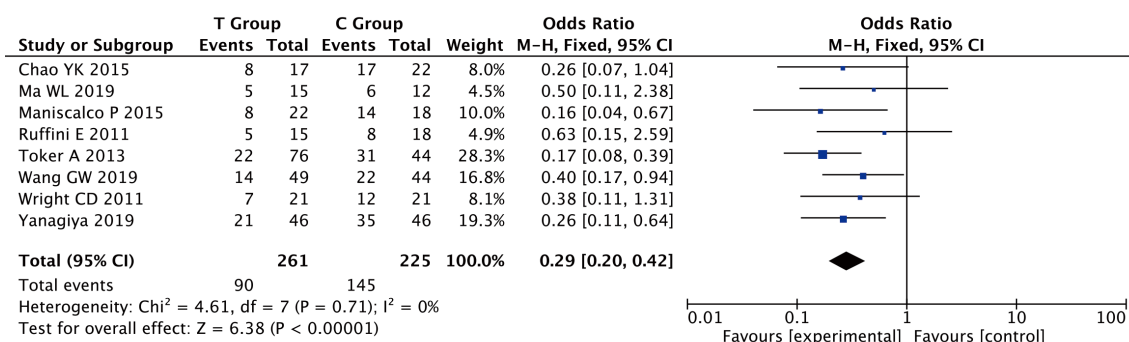 T Group C Group Odds Ratio Odds Ratio
Study or Subgroup Events Total Events Total Weight M-H, Fixed, 95% CI M-H, Fixed, 95% CI
Chao YK 2015 8 17 17 22 8.0% 0.26 [0.07, 1.04]
Ma WL 2019 5 15 6 12 4.5% 0.50 [0.11, 2.38]
Maniscalco P 2015 8 22 14 18 10.0% 0.16 [0.04, 0.67]
Ruffini E 2011 5 15 8 18 4.9% 0.63 [0.15, 2.59]
Toker A 2013 22 76 31 44 28.3% 0.17 [0.08, 0.39]
Wang GW 2019 14 49 22 44 16.8% 0.40 [0.17, 0.94]
Wright CD 2011 7 21 12 21 8.1% 0.38 [0.11, 1.31]
Yanagiya 2019 21 46 35 46 19.3% 0.26 [0.11, 0.64]
Total (95% CI) 261 225 100.0% 0.29 [0.20, 0.42]
Total events 90 145
Heterogeneity: Chi² = 4.61, df = 7 (P = 0.71); I² = 0%
Test for overall effect: Z = 6.38 (P < 0.00001)
0.01 0.1 1 10 100
Favours [experimental] Favours [control]